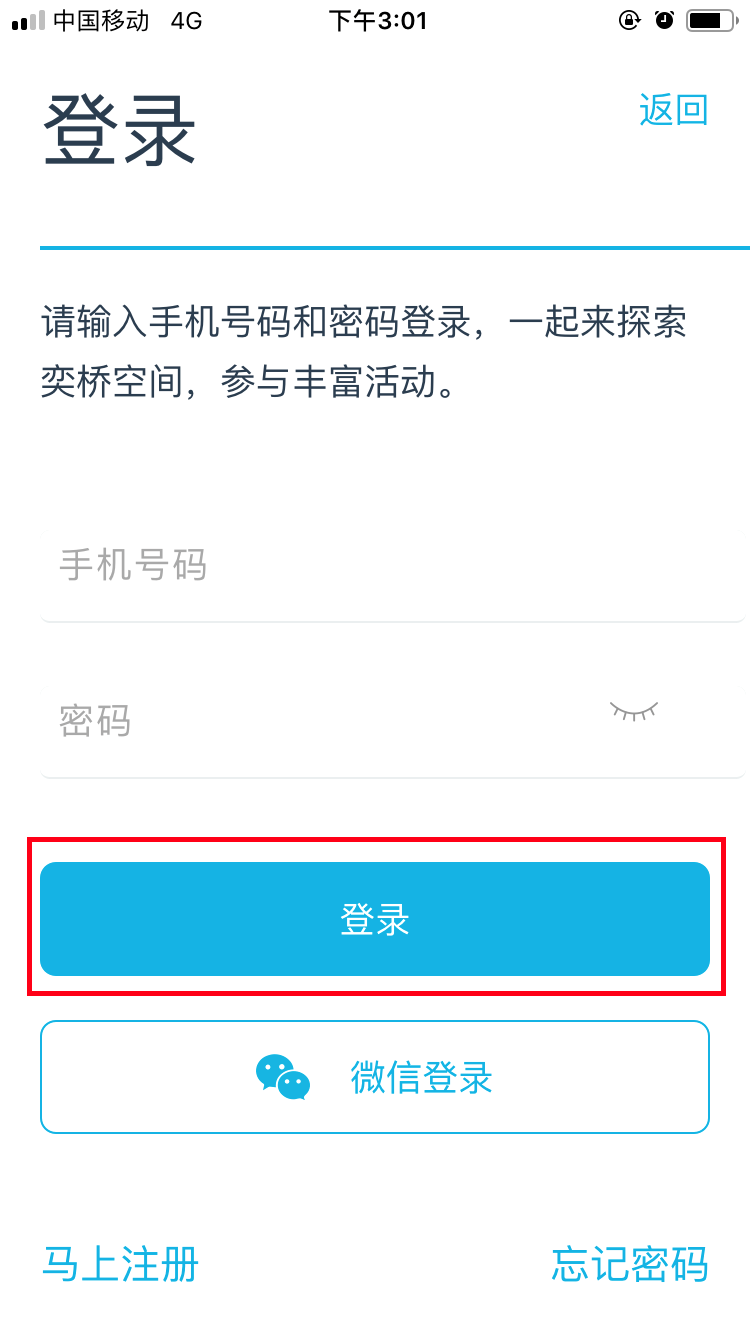 中国移动 4G 下午3:01
登录 返回
请输入手机号码和密码登录，一起来探索
奕桥空间，参与丰富活动。
手机号码
密码
登录
微信登录
马上注册 忘记密码